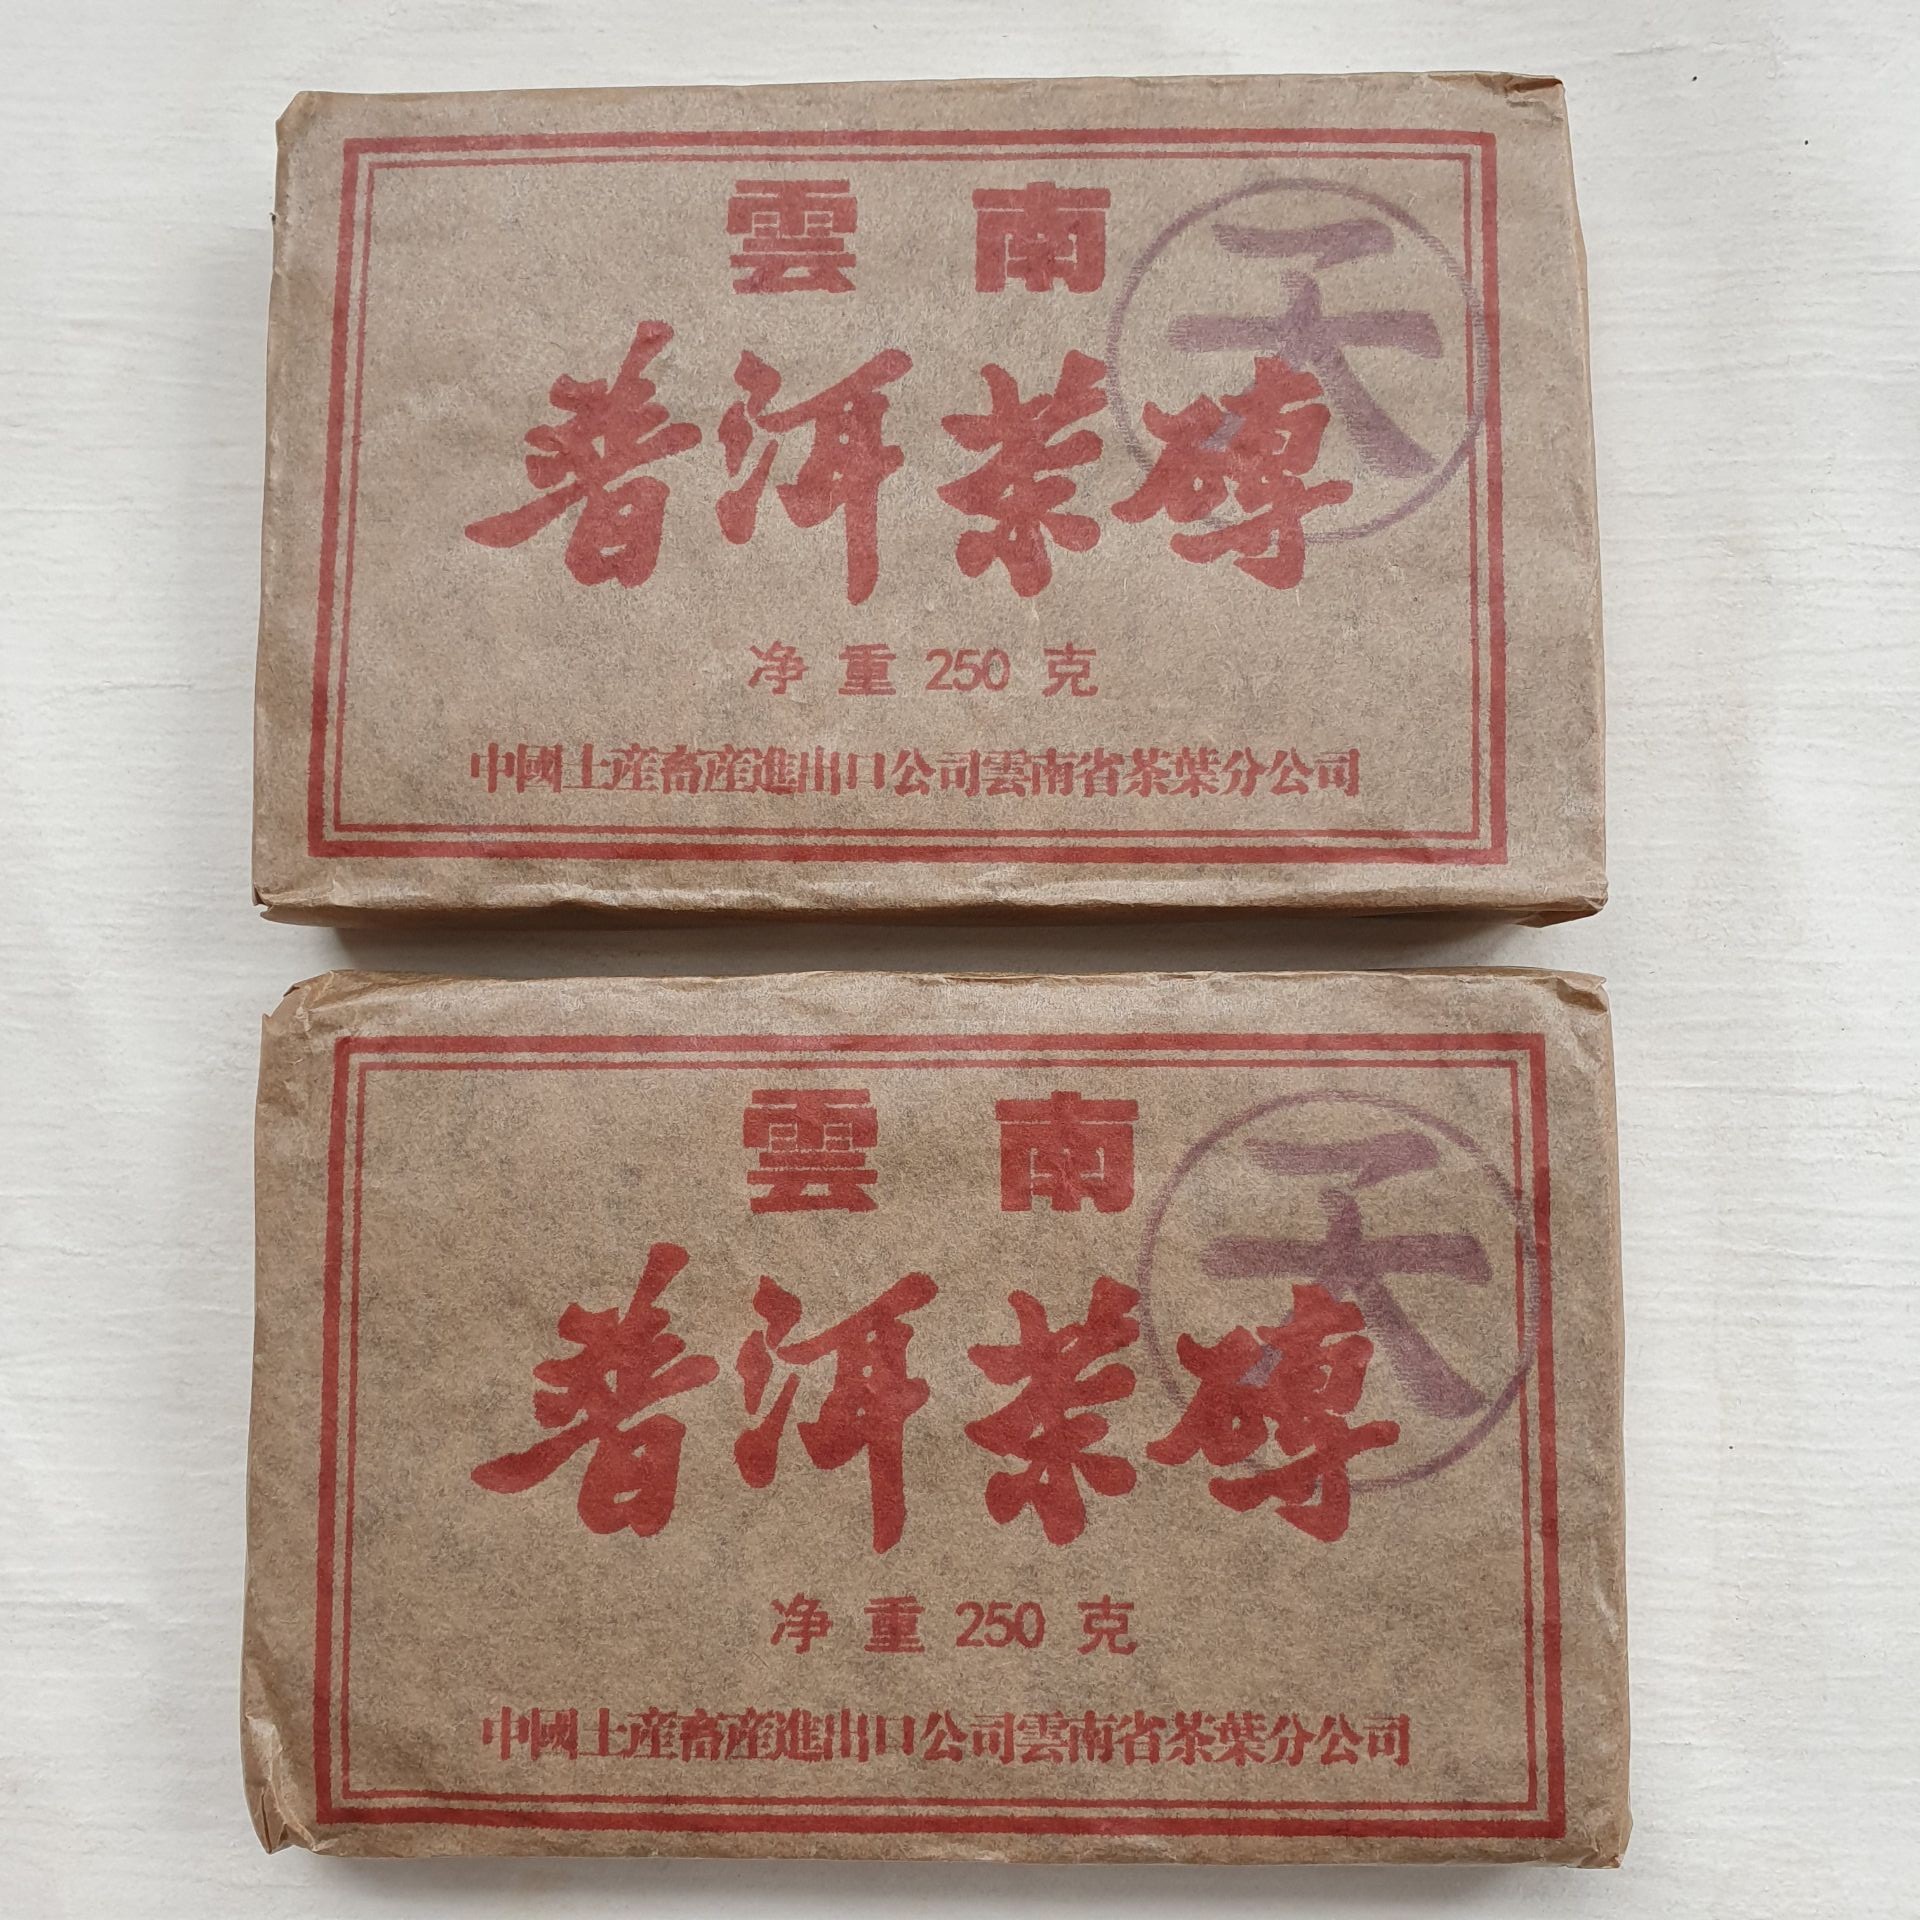 雲南
天
普洱茶磚
净重250克
中國土産畜産進出口公司雲南省茶葉分公司
雲南
天
普洱茶磚
净重250克
中國土産畜産進出口公司雲南省茶葉分公司